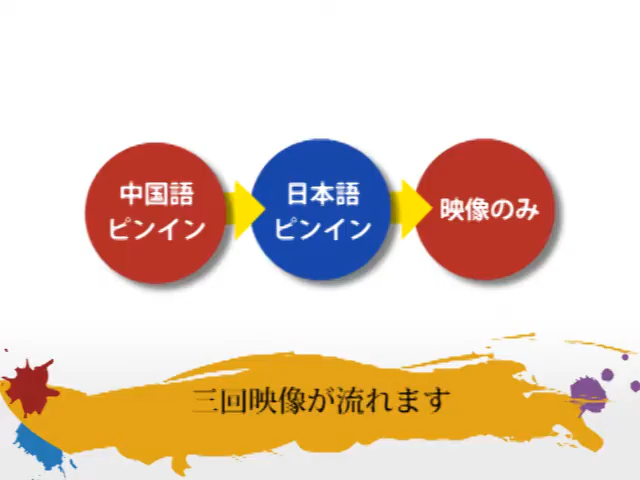 中国語
ピンイン
日本語
ピンイン
映像のみ
三回映像が流れます